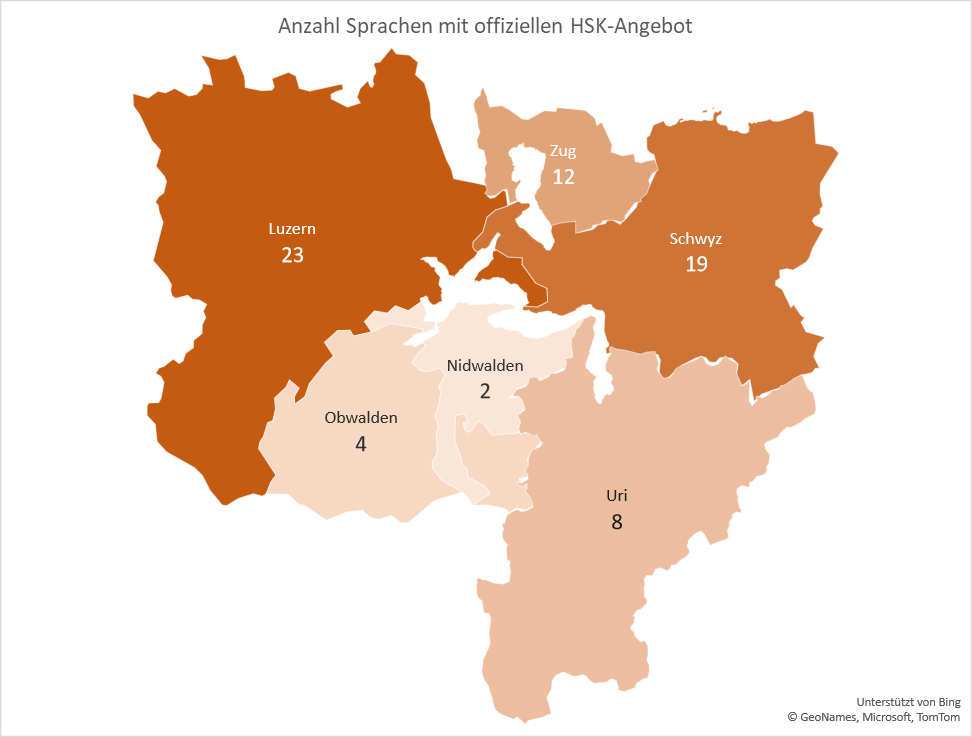 Anzahl Sprachen mit offiziellen HSK-Angebot
Zug
12
Luzern
23
Schwyz
19
Nidwalden
2
Obwalden
4
Uri
8
Unterstützt von Bing
© GeoNames, Microsoft, TomTom